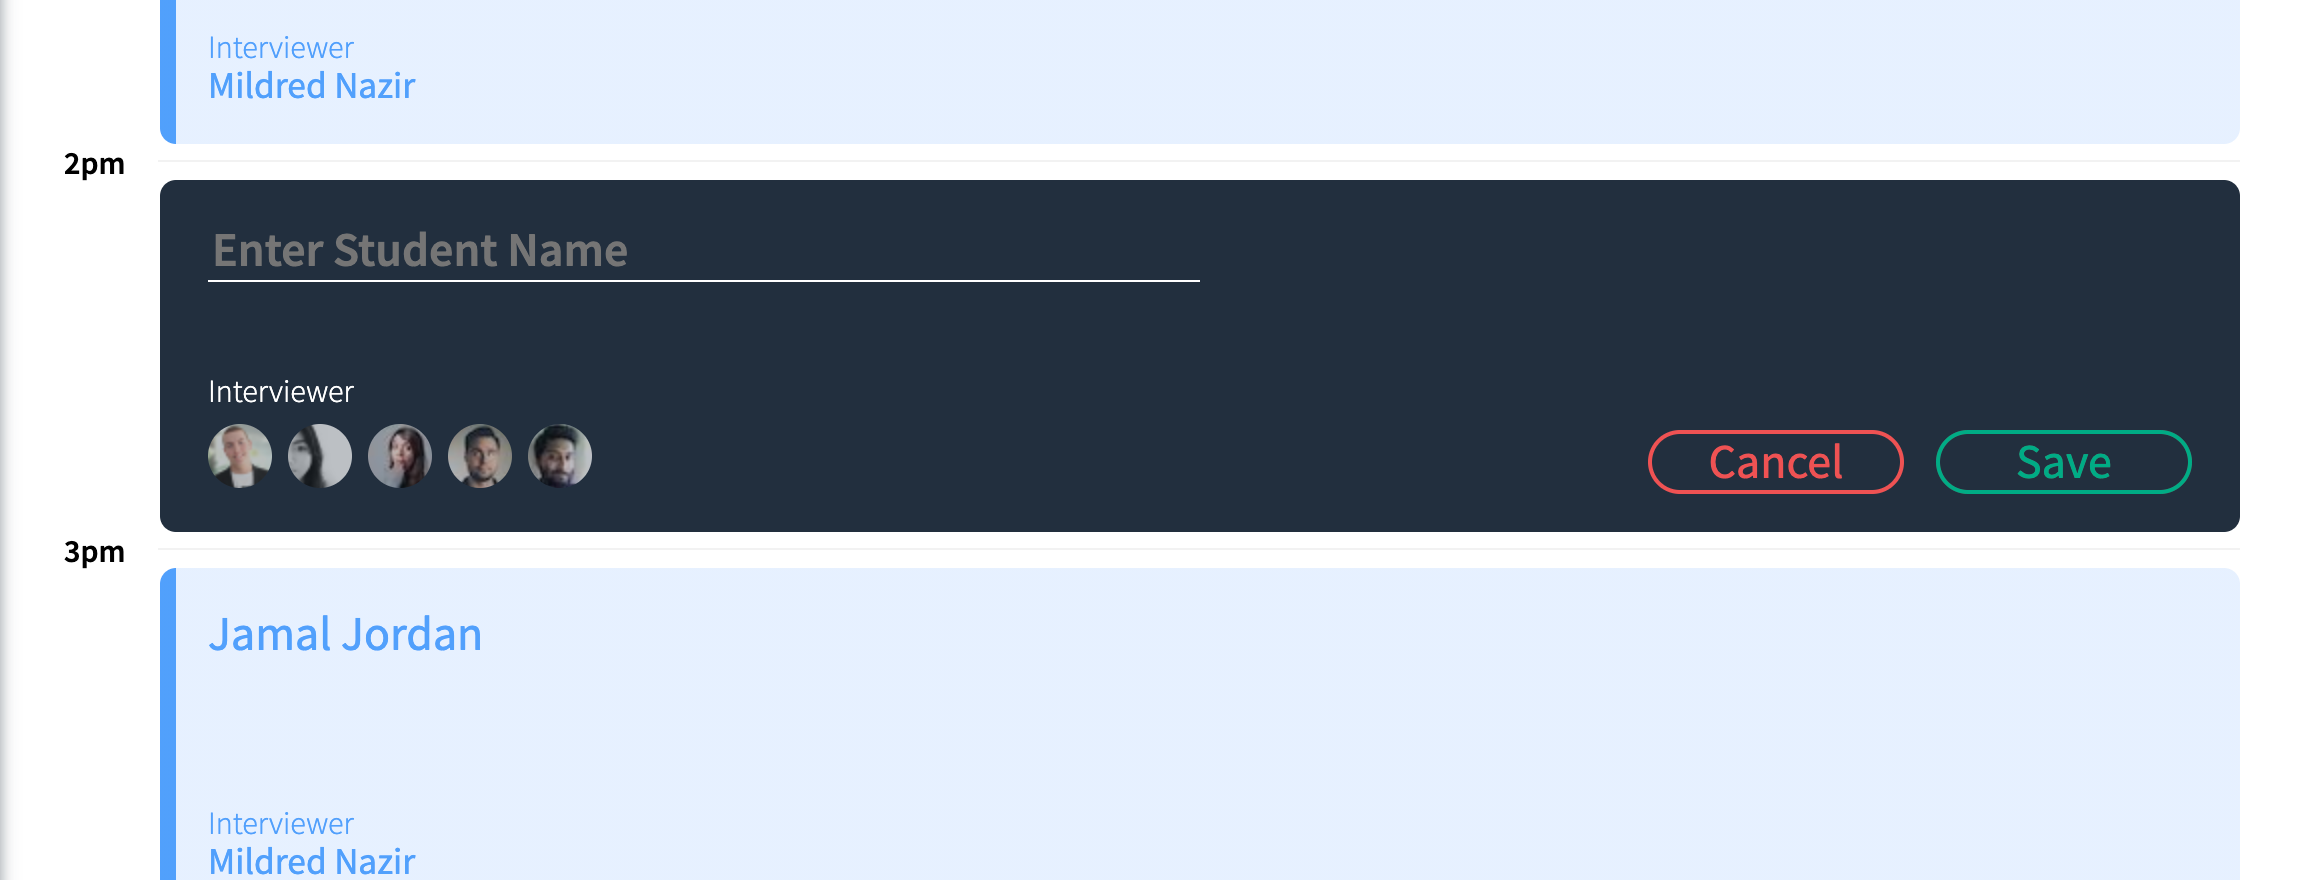 Interviewer
Mildred Nazir
2pm
Enter Student Name
Interviewer
Cancel
Save
3pm
Jamal Jordan
Interviewer
Mildred Nazir